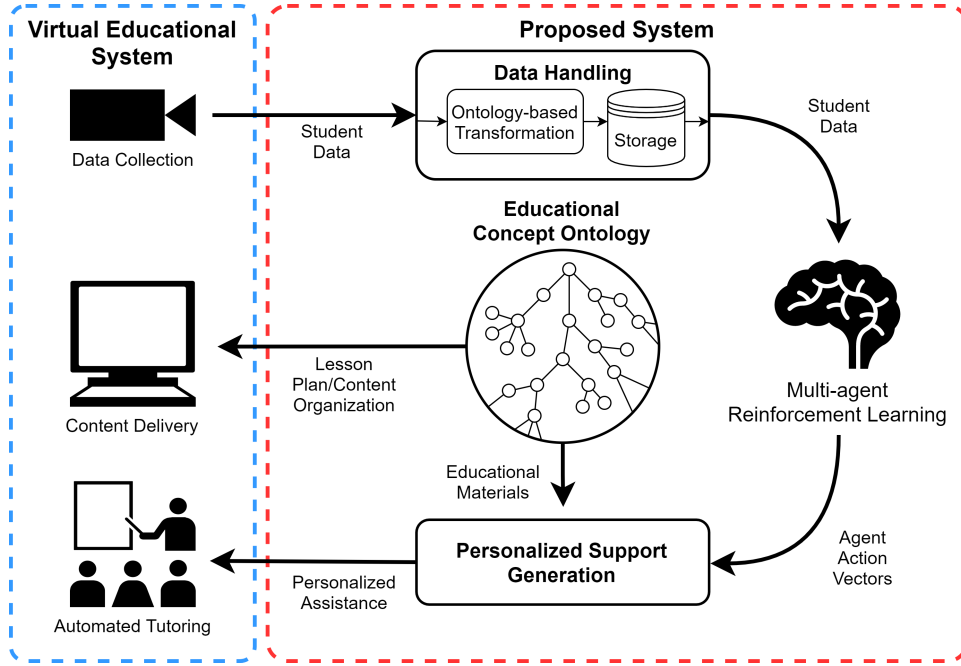 Virtual Educational
System
Data Collection
Content Delivery
Automated Tutoring
Proposed System
Student
Data
Data Handling
Ontology-based
Transformation
Storage
Student
Data
Educational
Concept Ontology
Lesson
Plan/Content
Organization
Multi-agent
Reinforcement Learning
Educational
Materials
Personalized Support
Generation
Agent
Action
Vectors
Personalized
Assistance